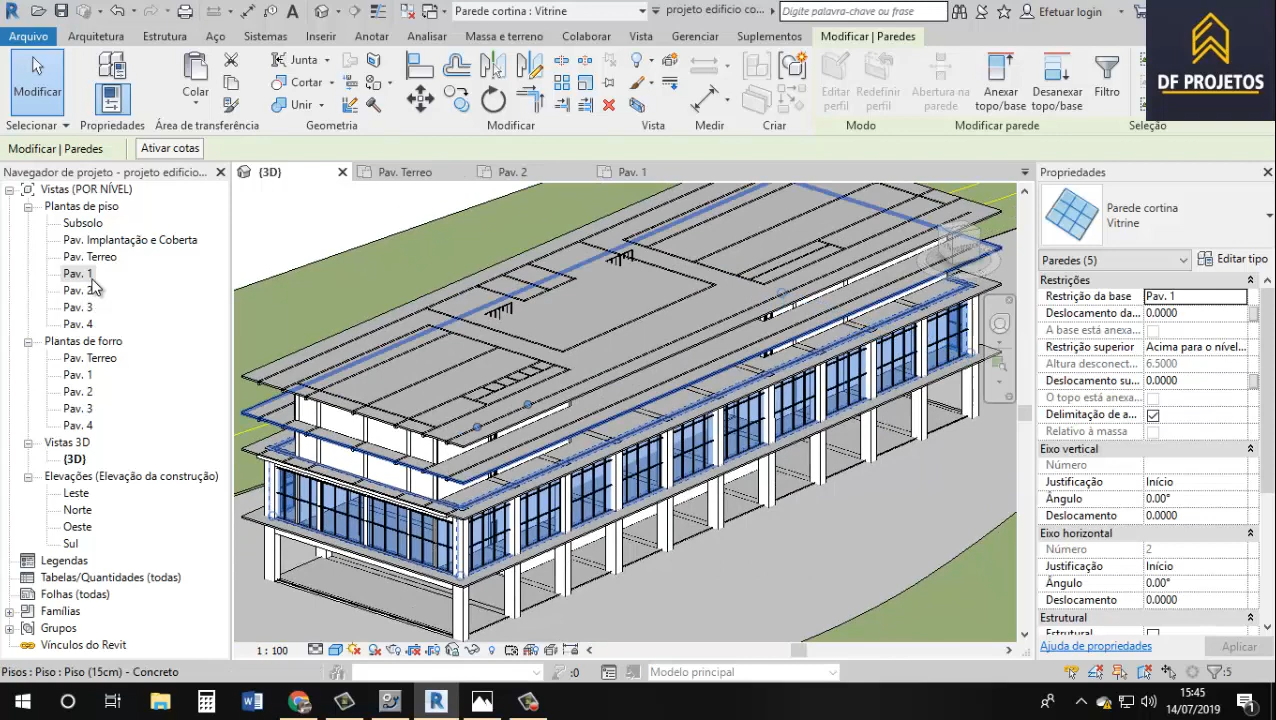 Parede cortina : Vitrine
projeto edificio co...
Digite palavra-chave ou frase
Efetuar login
Arquivo Arquitetura Estrutura Aço Sistemas Inserir Anotar Analisar Massa e terreno Colaborar Vista Gerenciar Suplementos Modificar | Paredes
DF PROJETOS
Modificar
Colar
Junta
Cortar
Unir
Editar perfil
Redefinir perfil
Abertura na parede
Anexar topo/base
Desanexar topo/base
Filtro
Selecionar Propriedades Área de transferência Geometria Modificar Vista Medir Criar Modo Modificar parede Seleção
Modificar | Paredes
Ativar cotas
Navegador de projeto - projeto edificio...
Vistas (POR NÍVEL)
Plantas de piso
Subsolo
Pav. Implantação e Coberta
Pav. Terreo
Pav. 1
Pav. 2
Pav. 3
Pav. 4
Plantas de forro
Pav. Terreo
Pav. 1
Pav. 2
Pav. 3
Pav. 4
Vistas 3D
{3D}
Elevações (Elevação da construção)
Leste
Norte
Oeste
Sul
Legendas
Tabelas/Quantidades (todas)
Folhas (todas)
Famílias
Grupos
Vínculos do Revit
{3D}
Pav. Terreo
Pav. 2
Pav. 1
Propriedades
Parede cortina
Vitrine
Paredes (5)
Editar tipo
Restrições
Restrição da base Pav. 1
Deslocamento da... 0.0000
A base está anexa...
Restrição superior Acima para o nível...
Altura desconect... 6.5000
Deslocamento su... 0.0000
O topo está anexa...
Delimitação de a...
Relativo à massa
Eixo vertical
Número
Justificação Início
Ângulo 0.00°
Deslocamento 0.0000
Eixo horizontal
Número 2
Justificação Início
Ângulo 0.00°
Deslocamento 0.0000
Estrutural
Ajuda de propriedades
Aplicar
1 : 100
Pisos : Piso : Piso (15cm) - Concreto
:0
Modelo principal
:5
15:45
14/07/2019
1